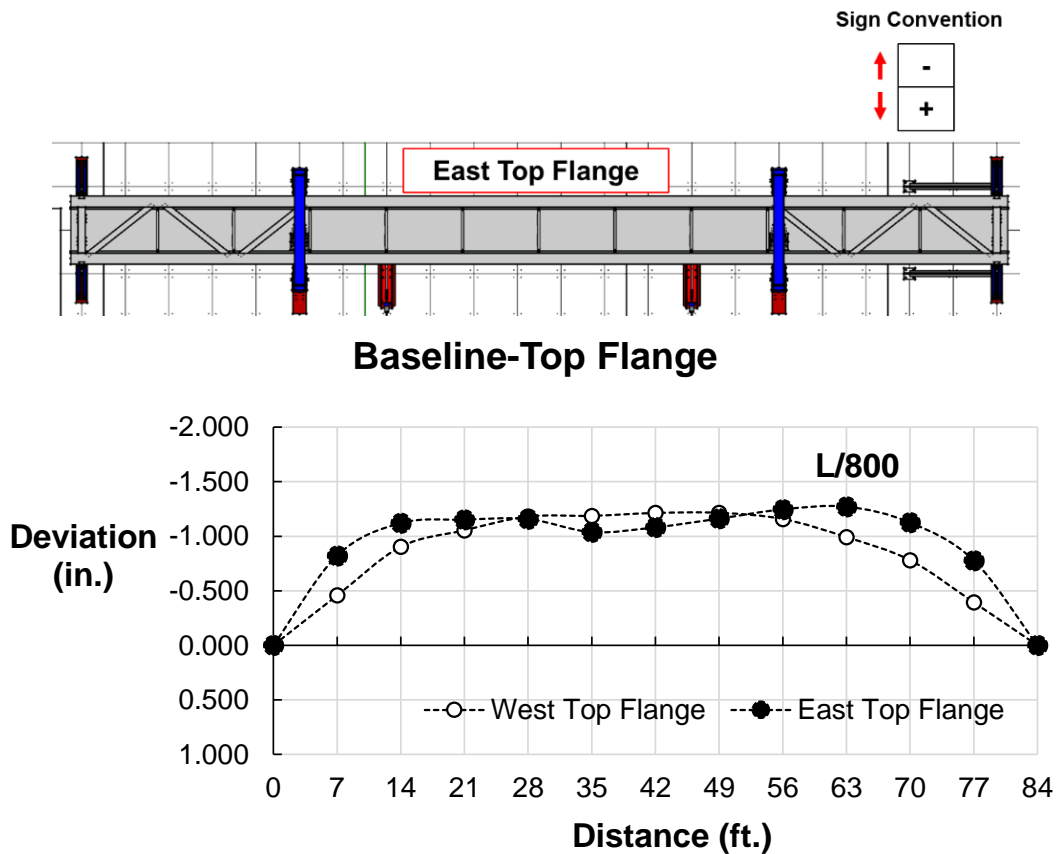 Sign Convention
-
+
East Top Flange
Baseline-Top Flange
-2.000
-1.500
-1.000
-0.500
0.000
0.500
1.000
Deviation
(in.)
L/800
West Top Flange East Top Flange
0 7 14 21 28 35 42 49 56 63 70 77 84
Distance (ft.)